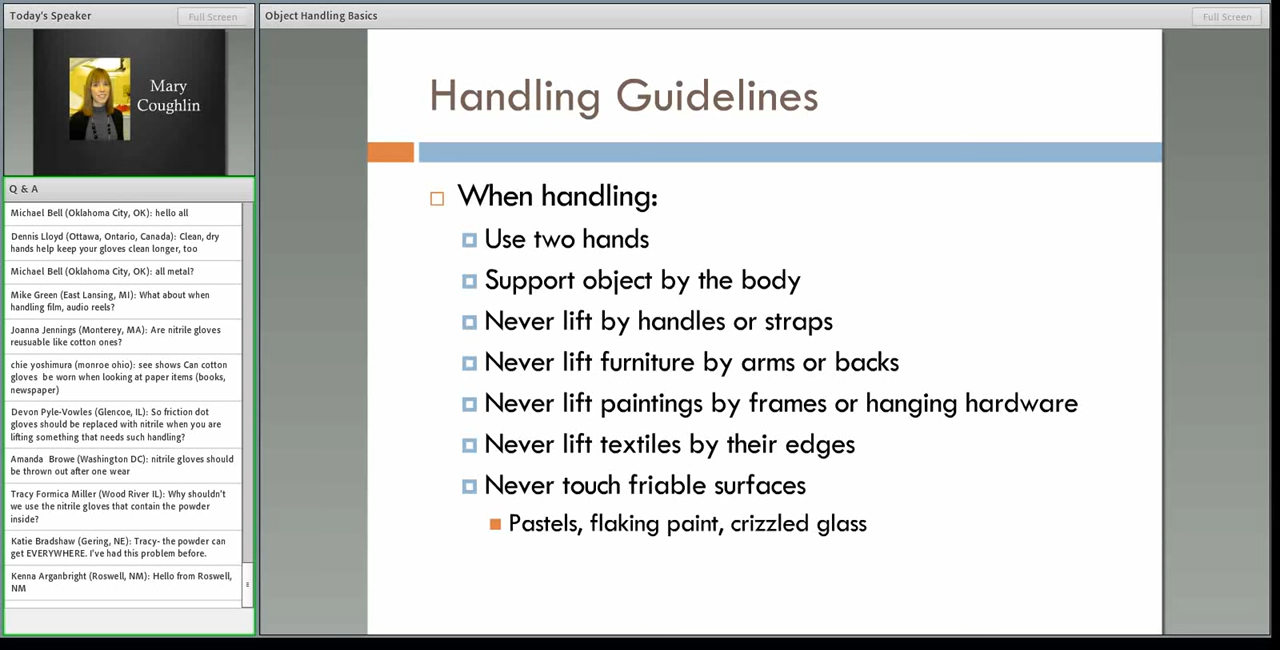 Today's Speaker
Full Screen
Mary
Coughlin
Q & A
Michael Bell (Oklahoma City, OK): hello all
Dennis Lloyd (Ottawa, Ontario, Canada): Clean, dry
hands help keep your gloves clean longer, too
Michael Bell (Oklahoma City, OK): all metal?
Mike Green (East Lansing, MI): What about when
handling film, audio reels?
Joanna Jennings (Monterey, MA): Are nitrile gloves
reusuable like cotton ones?
chie yoshimura (monroe ohio): see shows Can cotton
gloves be worn when looking at paper items (books,
newspaper)
Devon Pyle-Vowles (Glencoe, IL): So friction dot
gloves should be replaced with nitrile when you are
lifting something that needs such handling?
Amanda Browe (Washington DC): nitrile gloves should
be thrown out after one wear
Tracy Formica Miller (Wood River IL): Why shouldn't
we use the nitrile gloves that contain the powder
inside?
Katie Bradshaw (Gering, NE): Tracy- the powder can
get EVERYWHERE. I've had this problem before.
Kenna Arganbright (Roswell, NM): Hello from Roswell,
NM
Object Handling Basics
Full Screen
Handling Guidelines
When handling:
Use two hands
Support object by the body
Never lift by handles or straps
Never lift furniture by arms or backs
Never lift paintings by frames or hanging hardware
Never lift textiles by their edges
Never touch friable surfaces
Pastels, flaking paint, crizzled glass